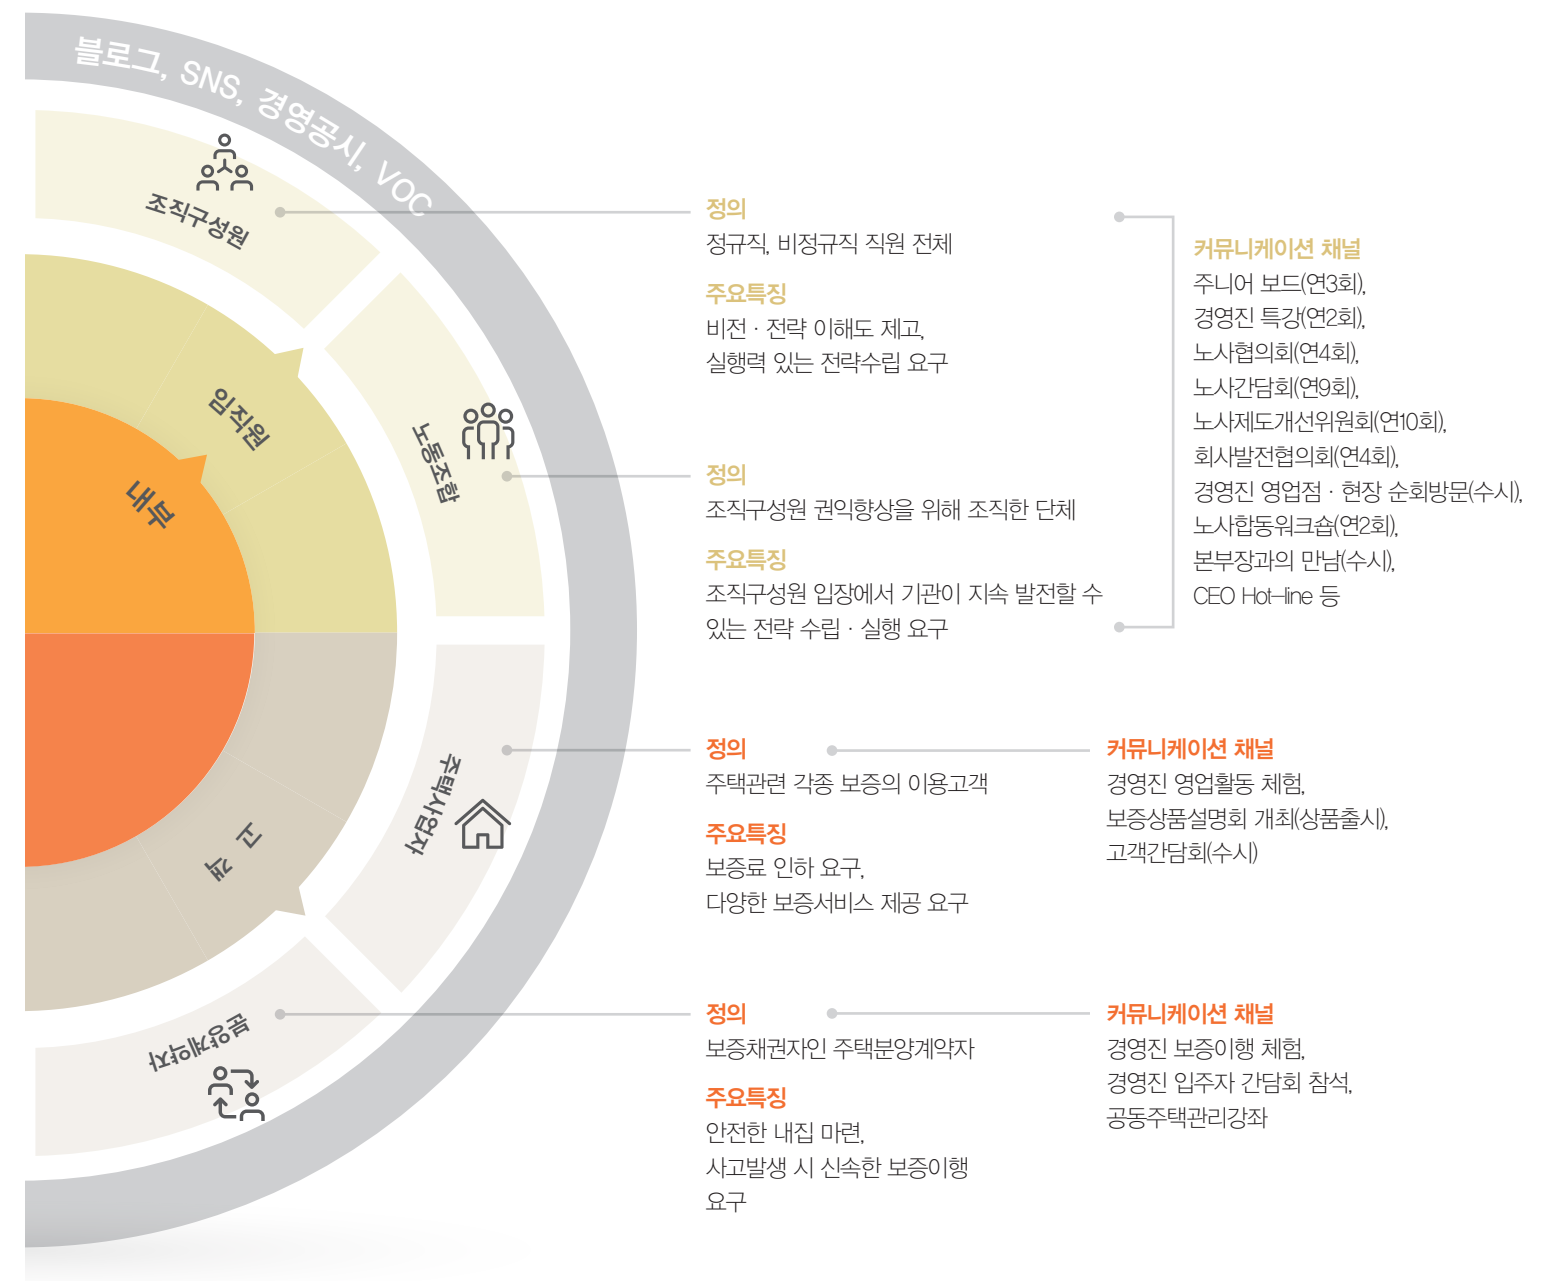 블로그, SNS, 경영공시, VOC
조직구성원
노동조합
임직원
내부
고객
주택사업자
분양계약자
정의
정규직, 비정규직 직원 전체
주요특징
비전 · 전략 이해도 제고,
실행력 있는 전략수립 요구
정의
조직구성원 권익향상을 위해 조직한 단체
주요특징
조직구성원 입장에서 기관이 지속 발전할 수
있는 전략 수립 · 실행 요구
커뮤니케이션 채널
주니어 보드(연3회),
경영진 특강(연2회),
노사협의회(연4회),
노사간담회(연9회),
노사제도개선위원회(연10회),
회사발전협의회(연4회),
경영진 영업점 · 현장 순회방문(수시),
노사합동워크숍(연2회),
본부장과의 만남(수시),
CEO Hot-line 등
정의
주택관련 각종 보증의 이용고객
주요특징
보증료 인하 요구,
다양한 보증서비스 제공 요구
커뮤니케이션 채널
경영진 영업활동 체험,
보증상품설명회 개최(상품출시),
고객간담회(수시)
정의
보증채권자인 주택분양계약자
주요특징
안전한 내집 마련,
사고발생 시 신속한 보증이행
요구
커뮤니케이션 채널
경영진 보증이행 체험,
경영진 입주자 간담회 참석,
공동주택관리강좌